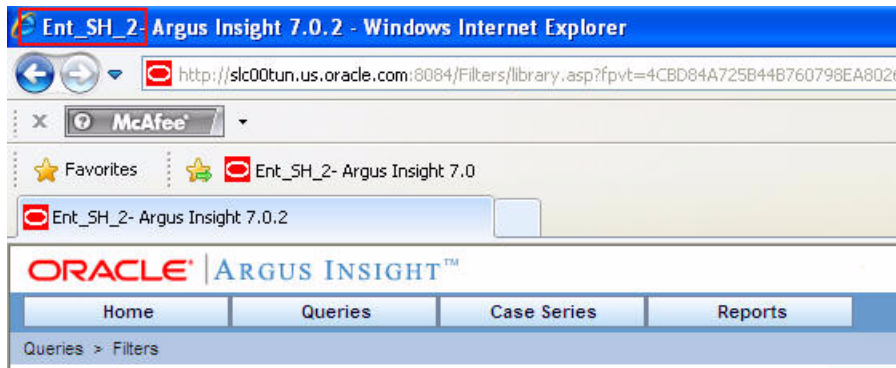 Ent_SH_2- Argus Insight 7.0.2 - Windows Internet Explorer
http://slc00tun.us.oracle.com:8084/Filters/library.asp?fpvt=4CBD84A725B44B760798EA802
X McAfee
Favorites Ent_SH_2- Argus Insight 7.0
Ent_SH_2- Argus Insight 7.0.2
ORACLE ARGUS INSIGHT™
Home Queries Case Series Reports
Queries > Filters